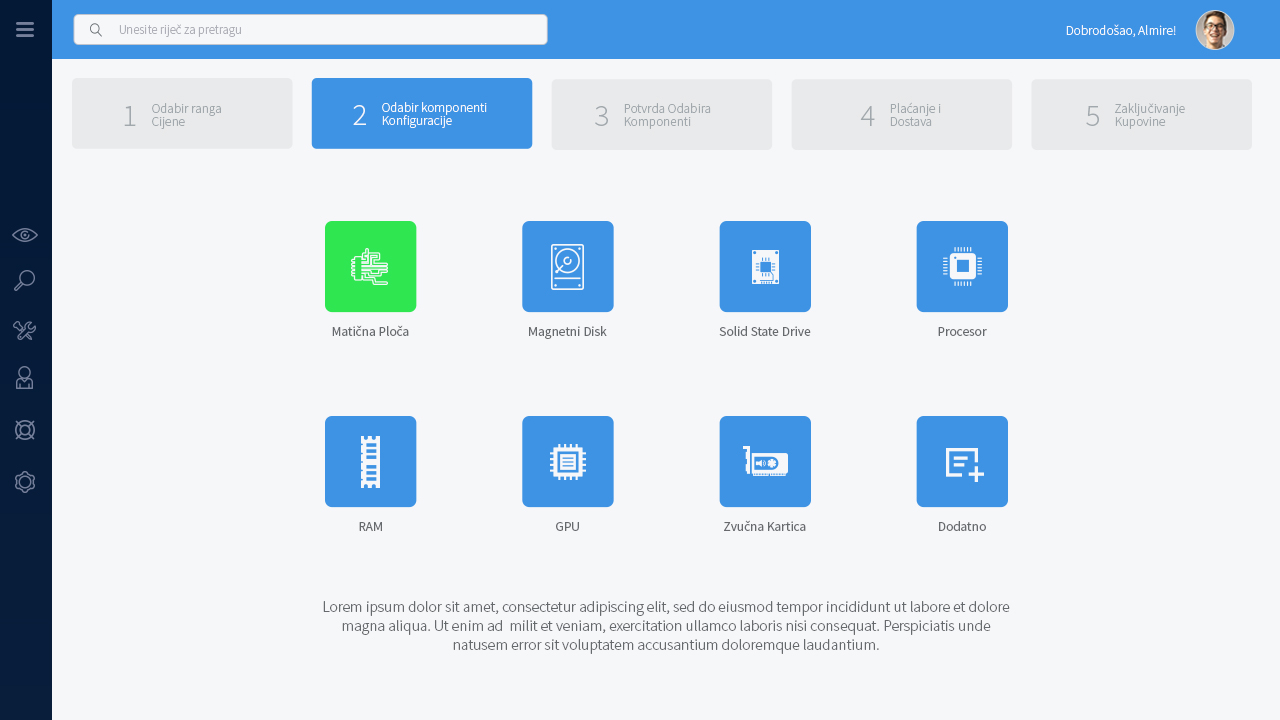 Unesite riječ za pretragu
Dobrodošao, Almire!
1
Odabir ranga
Cijene
2
Odabir komponenti
Konfiguracije
3
Potvrda Odabira
Komponenti
4
Plaćanje i
Dostava
5
Zaključivanje
Kupovine
Matična Ploča
Magnetni Disk
Solid State Drive
Procesor
RAM
GPU
Zvučna Kartica
Dodatno
Lorem ipsum dolor sit amet, consectetur adipiscing elit, sed do eiusmod tempor incididunt ut labore et dolore
magna aliqua. Ut enim ad  milit et veniam, exercitation ullamco laboris nisi consequat. Perspiciatis unde
natusem error sit voluptatem accusantium doloremque laudantium.